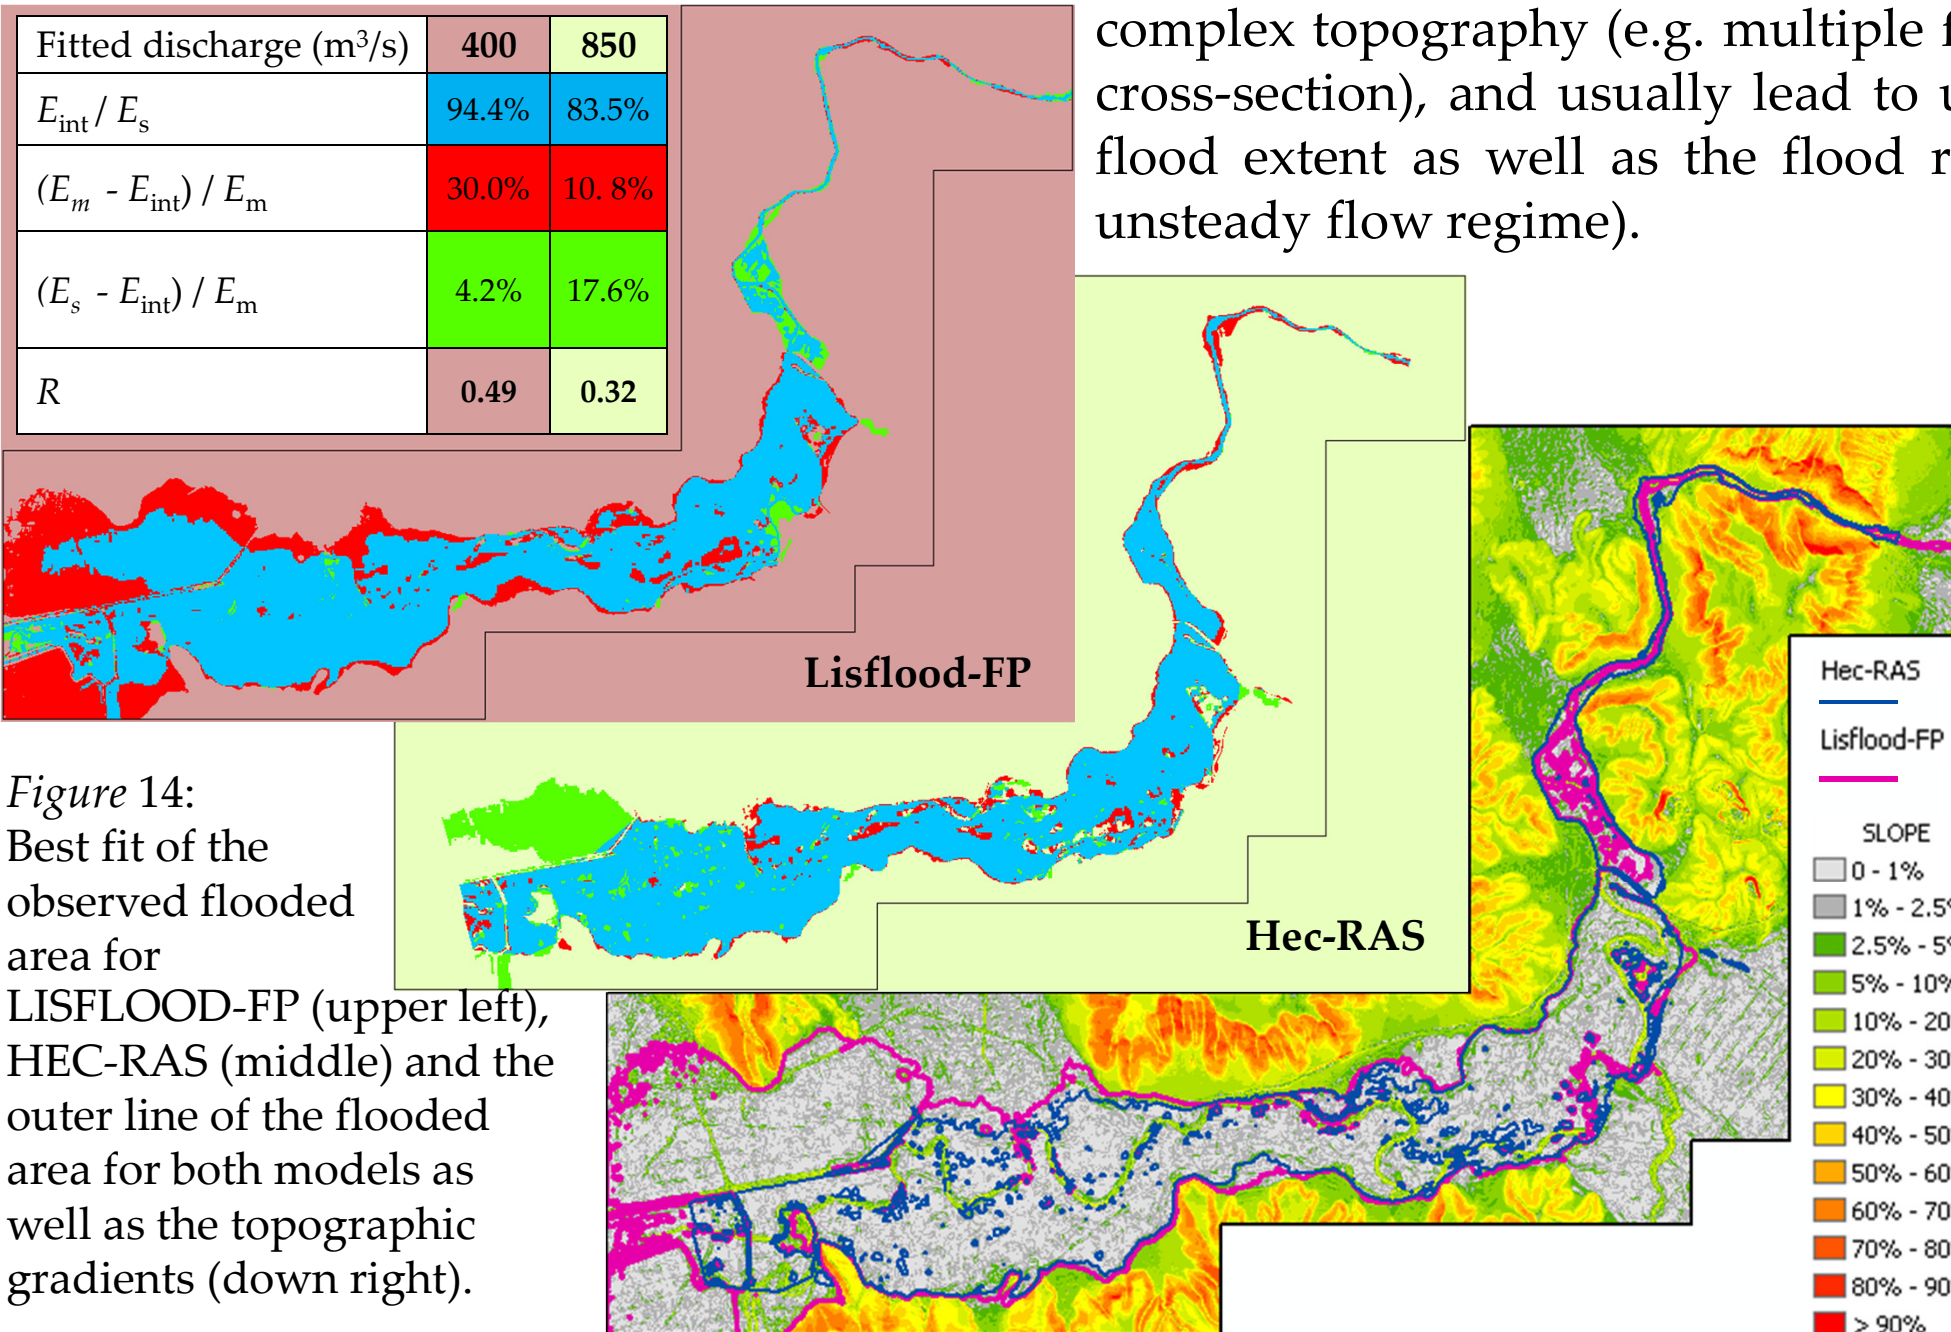 Fitted discharge (m³/s) 400 850
E_int / E_s 94.4% 83.5%
(E_m - E_int) / E_m 30.0% 10. 8%
(E_s - E_int) / E_m 4.2% 17.6%
R 0.49 0.32
complex topography (e.g. multiple
cross-section), and usually lead to
flood extent as well as the flood
unsteady flow regime).
Lisflood-FP
Hec-RAS
Figure 14:
Best fit of the
observed flooded
area for
LISFLOOD-FP (upper left),
HEC-RAS (middle) and the
outer line of the flooded
area for both models as
well as the topographic
gradients (down right).
Hec-RAS
Lisflood-FP
SLOPE
0 - 1%
1% - 2.5%
2.5% - 5%
5% - 10%
10% - 20
20% - 30
30% - 40
40% - 50
50% - 60
60% - 70
70% - 80
80% - 90
> 90%